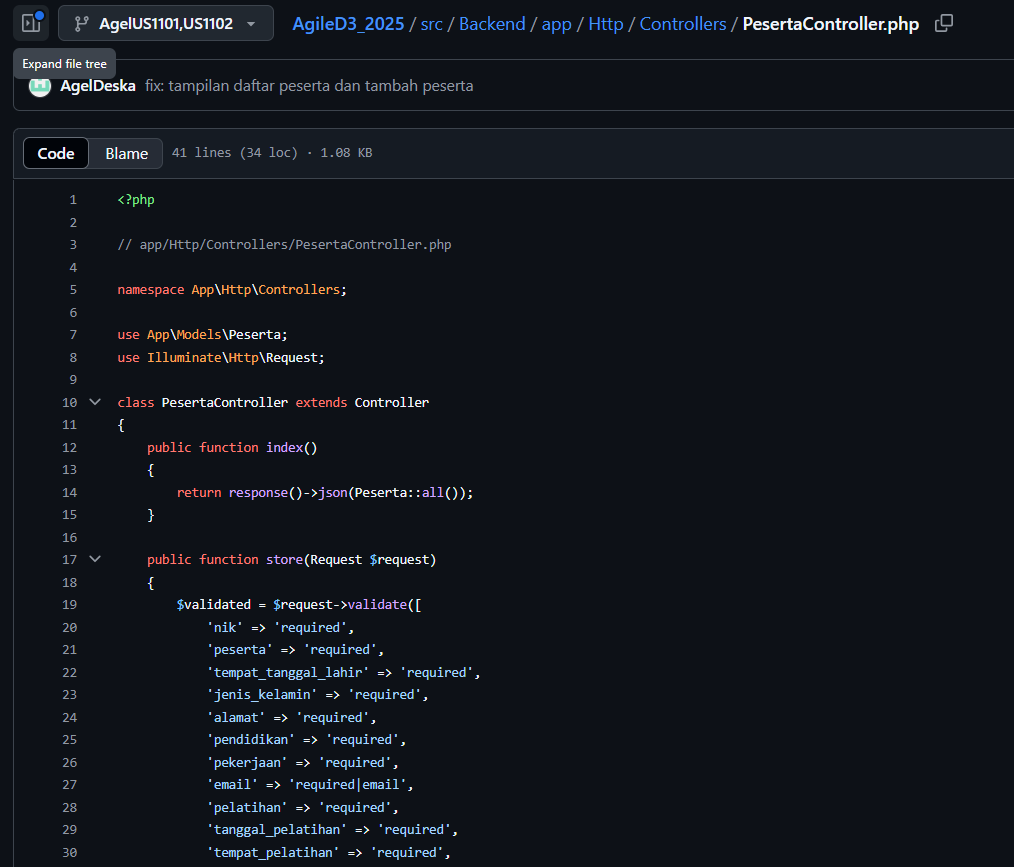 AgelUS1101,US1102
AgileD3_2025 / src / Backend / app / Http / Controllers / PesertaController.php
Expand file tree
AgelDeska fix: tampilan daftar peserta dan tambah peserta
Code Blame 41 lines (34 loc) · 1.08 KB
1 <?php
2
3 // app/Http/Controllers/PesertaController.php
4
5 namespace App\Http\Controllers;
6
7 use App\Models\Peserta;
8 use Illuminate\Http\Request;
9
10 class PesertaController extends Controller
11 {
12     public function index()
13     {
14         return response()->json(Peserta::all());
15     }
16
17     public function store(Request $request)
18     {
19         $validated = $request->validate([
20             'nik' => 'required',
21             'peserta' => 'required',
22             'tempat_tanggal_lahir' => 'required',
23             'jenis_kelamin' => 'required',
24             'alamat' => 'required',
25             'pendidikan' => 'required',
26             'pekerjaan' => 'required',
27             'email' => 'required|email',
28             'pelatihan' => 'required',
29             'tanggal_pelatihan' => 'required',
30             'tempat_pelatihan' => 'required',